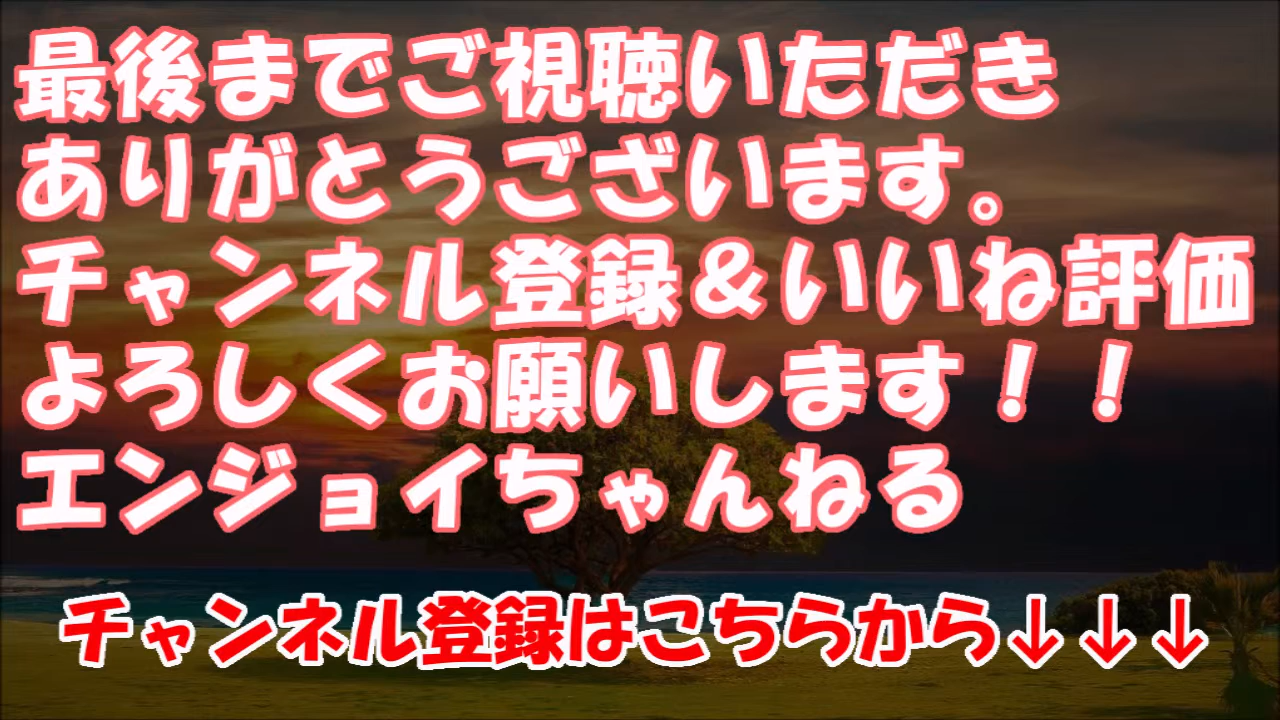 最後までご視聴いただき
ありがとうございます。
チャンネル登録＆いいね評価
よろしくお願いします！！
エンジョイちゃんねる
チャンネル登録はこちらから↓↓↓